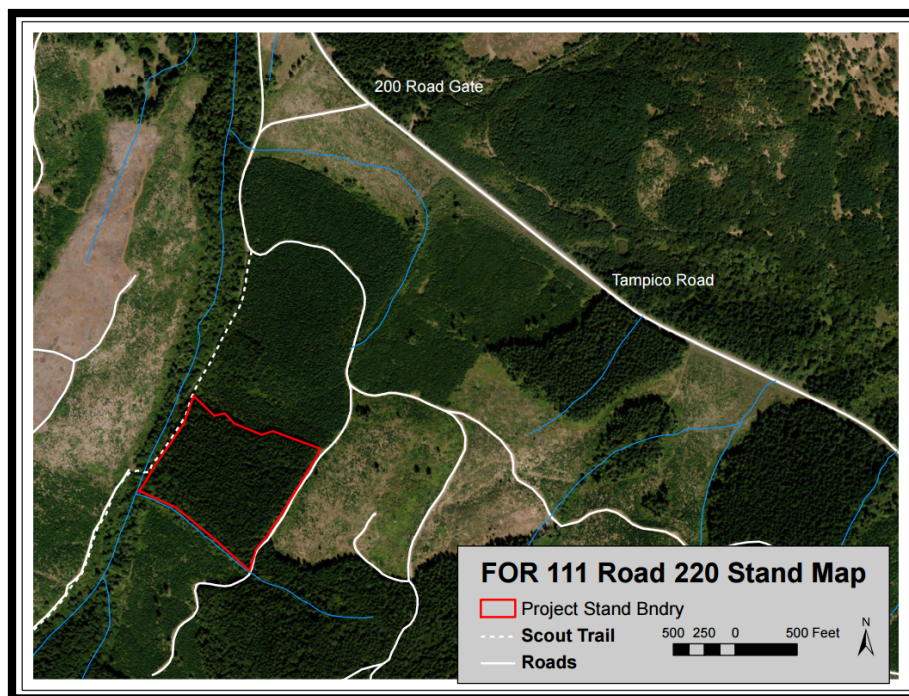 200 Road Gate
Tampico Road
FOR 111 Road 220 Stand Map
Project Stand Bndry
Scout Trail
Roads
500 250 0 500 Feet
N